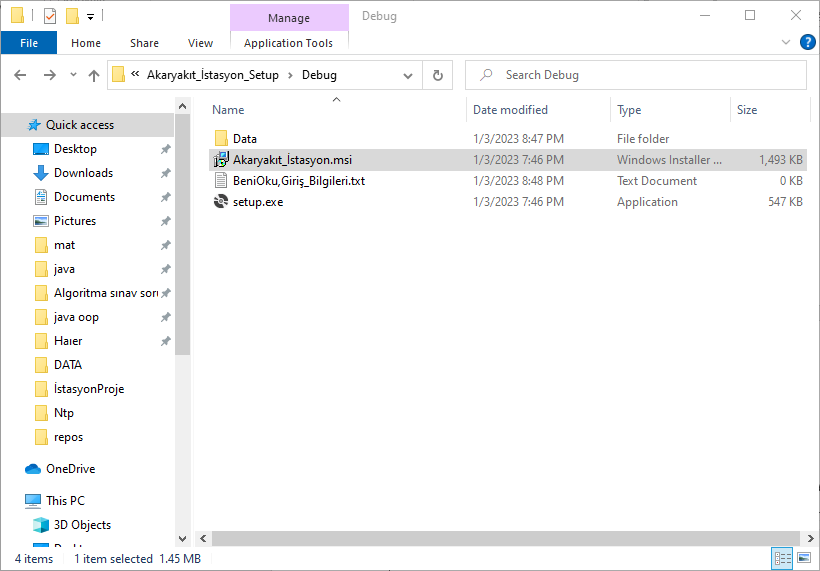 Manage
Debug
File
Home
Share
View
Application Tools
« Akaryakıt_İstasyon_Setup > Debug
Search Debug
Name
Date modified
Type
Size
Data
1/3/2023 8:47 PM
File folder
Akaryakıt_İstasyon.msi
1/3/2023 7:46 PM
Windows Installer ...
1,493 KB
BeniOku,Giriş_Bilgileri.txt
1/3/2023 8:48 PM
Text Document
0 KB
setup.exe
1/3/2023 7:46 PM
Application
547 KB
Quick access
Desktop
Downloads
Documents
Pictures
mat
java
Algoritma sınav soru
java oop
Haıer
DATA
İstasyonProje
Ntp
repos
OneDrive
This PC
3D Objects
4 items
1 item selected 1.45 MB